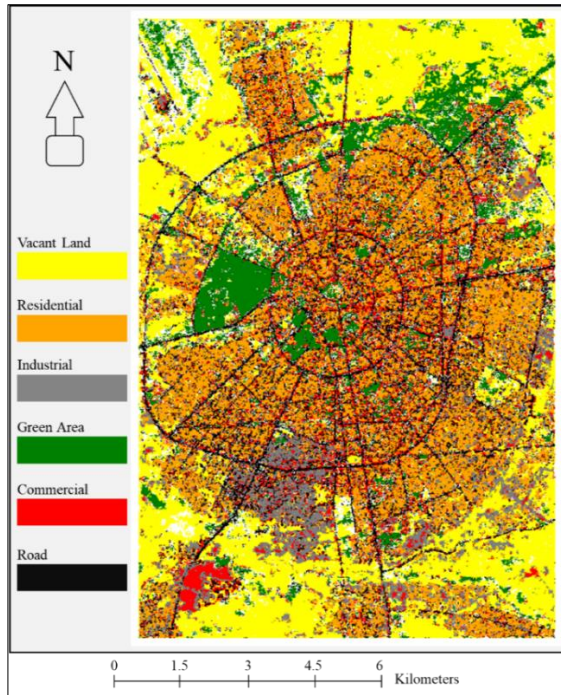 N
Vacant Land
Residential
Industrial
Green Area
Commercial
Road
0 1.5 3 4.5 6
Kilometers